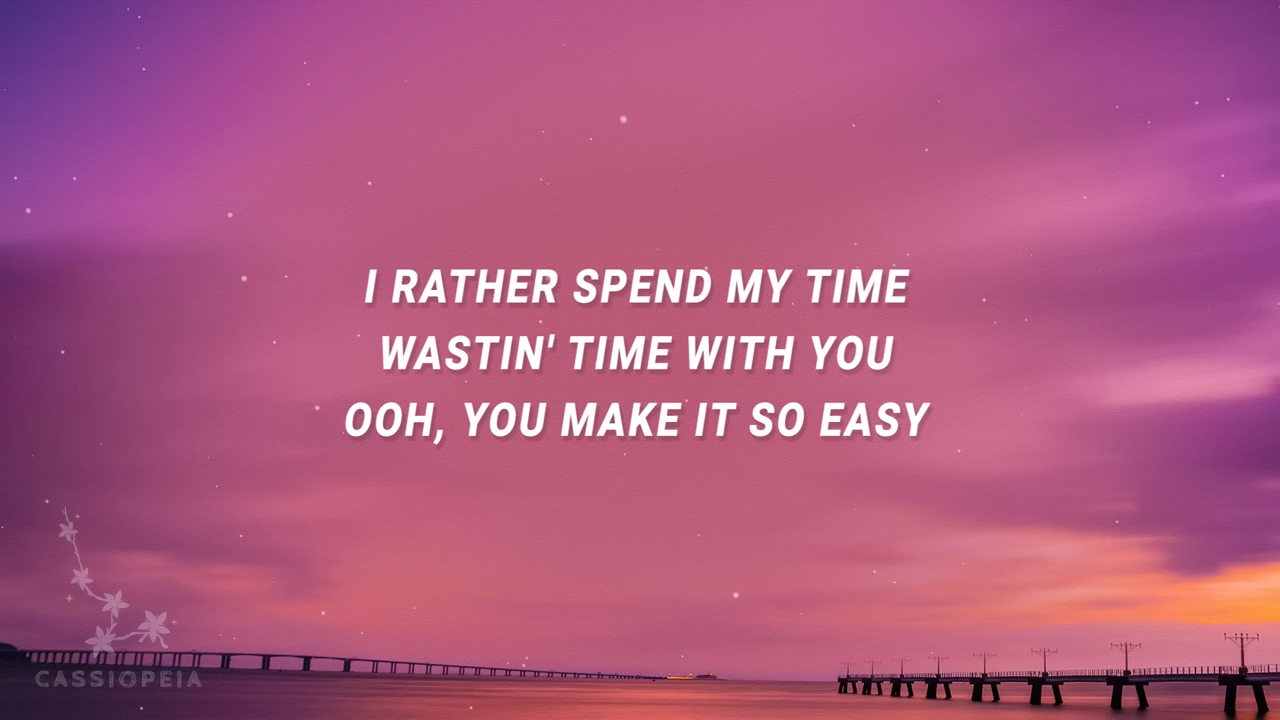 I RATHER SPEND MY TIME
WASTIN' TIME WITH YOU
OOH, YOU MAKE IT SO EASY
CASSIOPEIA